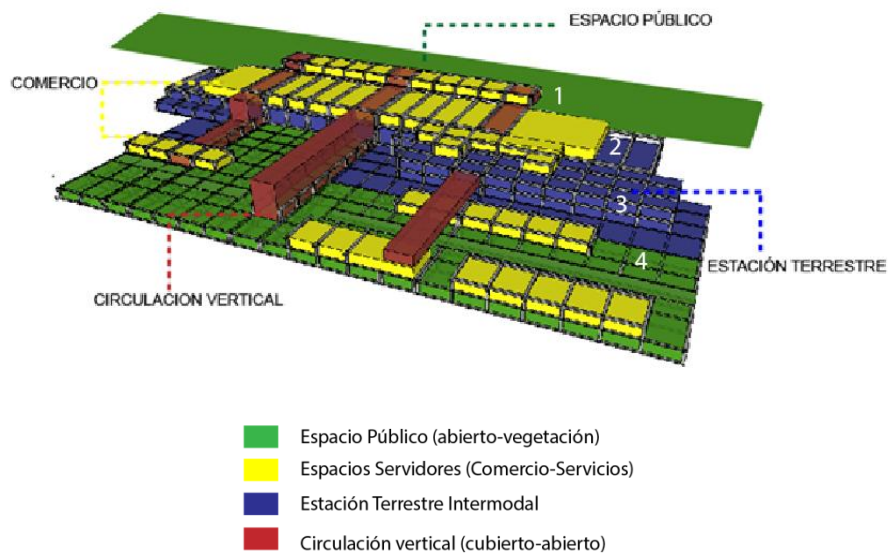 ESPACIO PÚBLICO
COMERCIO
1
2
3
4
ESTACIÓN TERRESTRE
CIRCULACION VERTICAL
Espacio Público (abierto-vegetación)
Espacios Servidores (Comercio-Servicios)
Estación Terrestre Intermodal
Circulación vertical (cubierto-abierto)